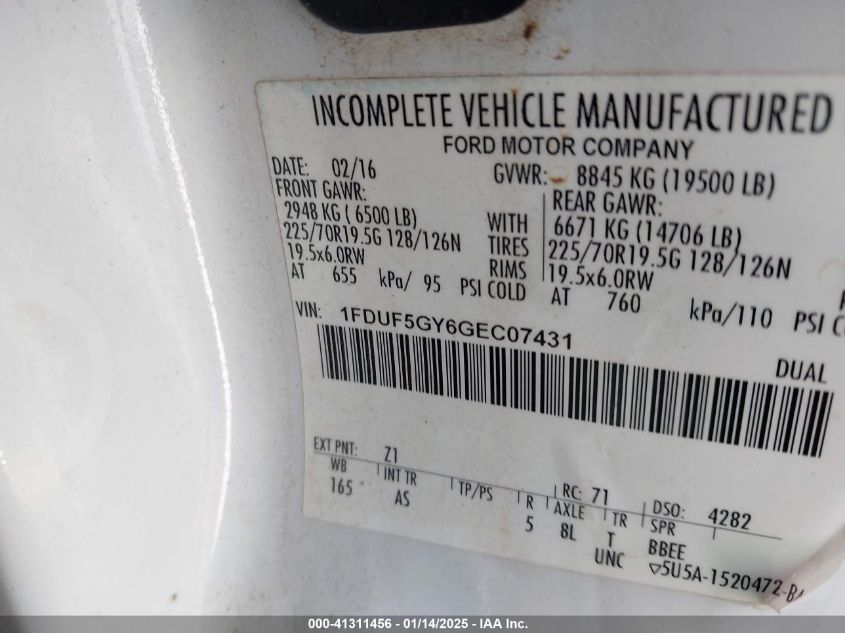 INCOMPLETE VEHICLE MANUFACTURED
FORD MOTOR COMPANY
DATE: 02/16 GVWR: 8845 KG (19500 LB)
FRONT GAWR: REAR GAWR:
2948 KG ( 6500 LB) WITH 6671 KG (14706 LB)
225/70R19.5G 128/126N TIRES 225/70R19.5G 128/126N
19.5x6.0RW RIMS 19.5x6.0RW
AT 655 kPa/ 95 PSI COLD AT 760 kPa/110 PSI C
VIN: 1FDUF5GY6GEC07431
DUAL
EXT PNT: Z1 RC: 71 DSO: 4282
WB INT TR TP/PS R AXLE TR SPR
165 AS 5 8L T BBEE
UNC ▽5U5A-1520472-B
000-41311456 - 01/14/2025 - IAA Inc.